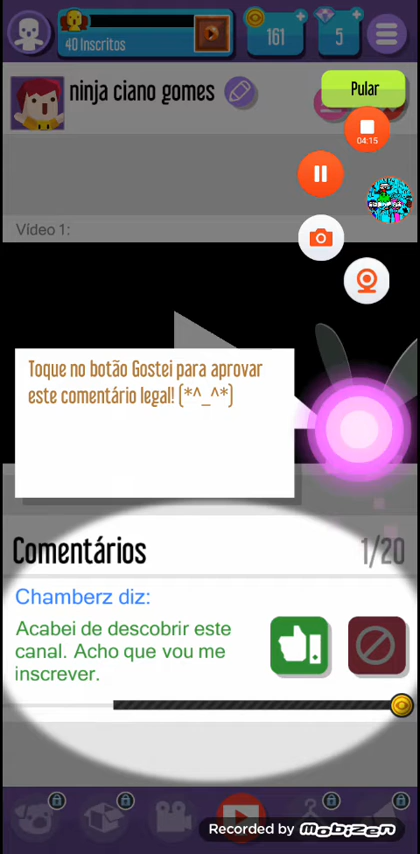 40 Inscritos
161
5
ninja ciano gomes
Pular
04:15
Vídeo 1:
Toque no botão Gostei para aprovar
este comentário legal! (*^_^*)
Comentários
1/20
Chamberz diz:
Acabei de descobrir este
canal. Acho que vou me
inscrever.
Recorded by mobizen